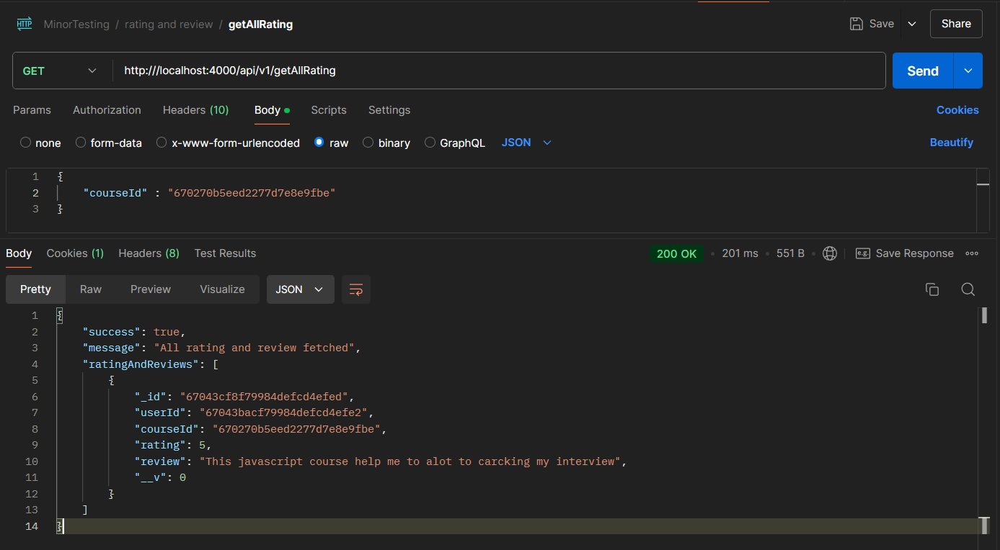 HTTP MinorTesting / rating and review / getAllRating Save Share
GET http:///localhost:4000/api/v1/getAllRating Send
Params Authorization Headers (10) Body Scripts Settings Cookies
none form-data x-www-form-urlencoded raw binary GraphQL JSON Beautify
1 {
2 "courseId" : "670270b5eed2277d7e8e9fbe"
3 }
Body Cookies (1) Headers (8) Test Results 200 OK 201 ms 551 B e.g. Save Response
Pretty Raw Preview Visualize JSON
1 {
2 "success": true,
3 "message": "All rating and review fetched",
4 "ratingAndReviews": [
5 {
6 "_id": "67043cf8f79984defcd4efed",
7 "userId": "67043bacf79984defcd4efe2",
8 "courseId": "670270b5eed2277d7e8e9fbe",
9 "rating": 5,
10 "review": "This javascript course help me to alot to carcking my interview",
11 "__v": 0
12 }
13 ]
14 }